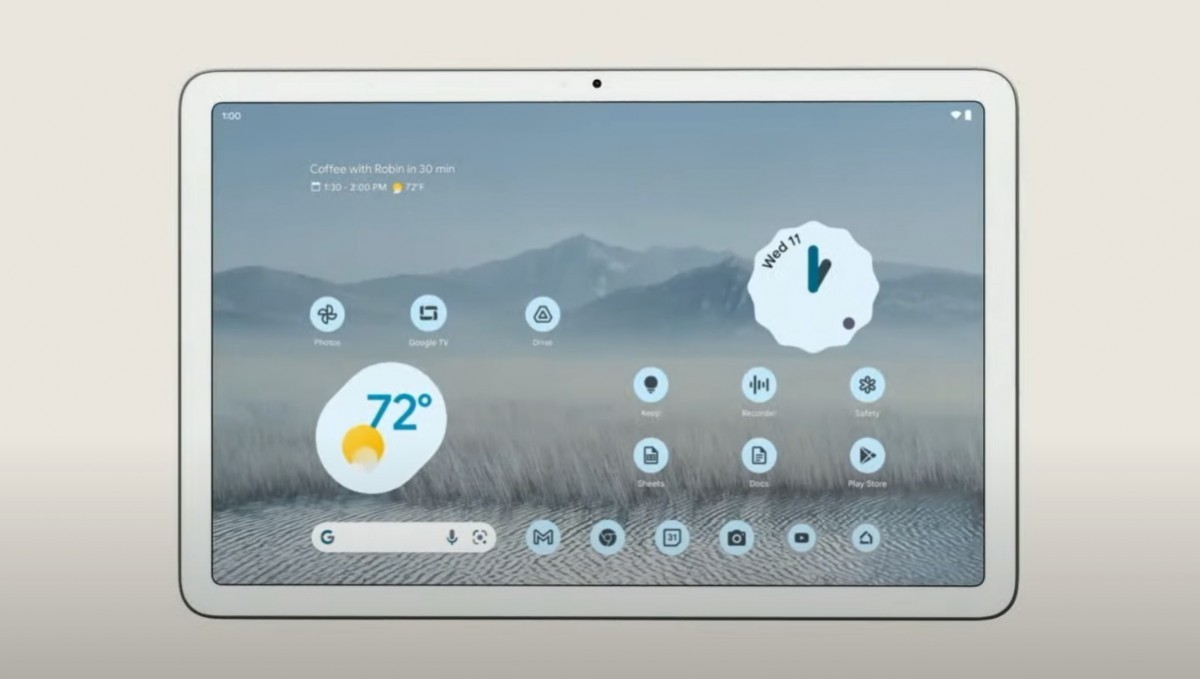 1:00
Coffee with Robin in 30 min
1:30 - 2:00 PM 72°F
Wed 11
Photos
Google TV
Drive
72°
Keep
Recorder
Safety
Sheets
Docs
Play Store
G
31